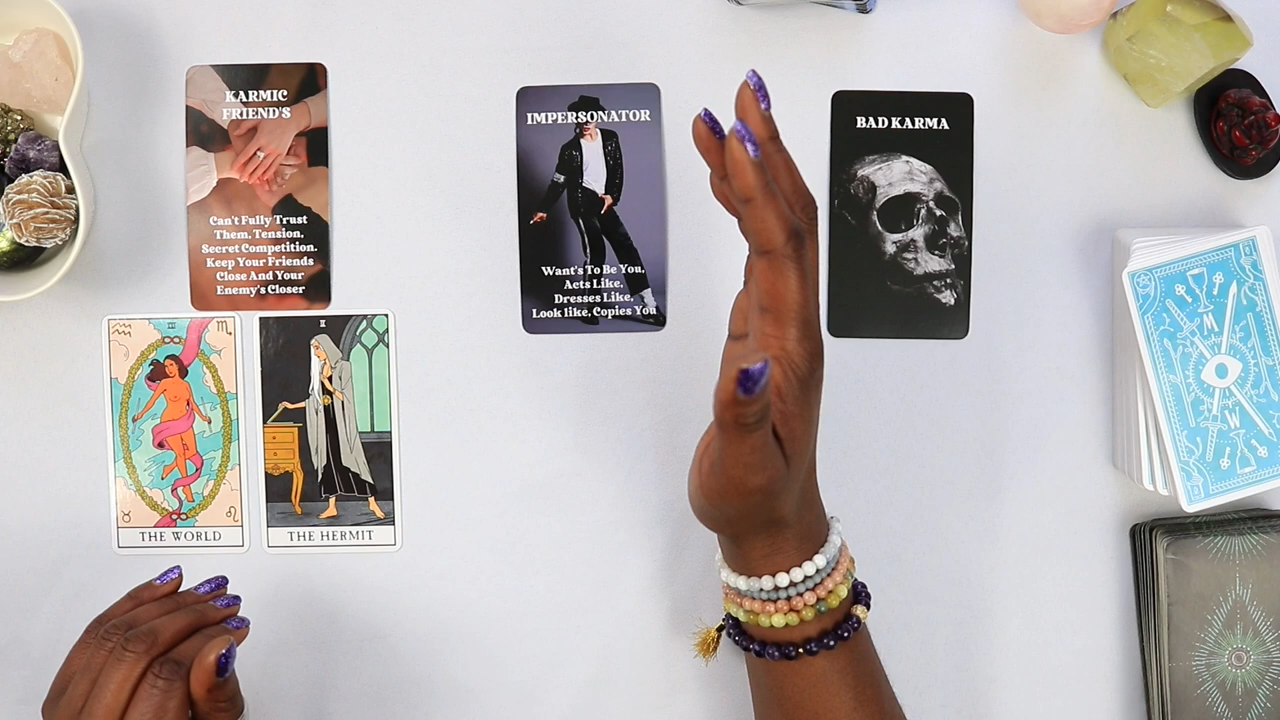 KARMIC
FRIEND'S
Can't Fully Trust
Them, Tension,
Secret Competition.
Keep Your Friends
Close And Your
Enemy's Closer
IMPERSONATOR
Want's To Be You,
Acts Like,
Dresses Like,
Look like, Copies You
BAD KARMA
THE WORLD
II
THE HERMIT
M
W